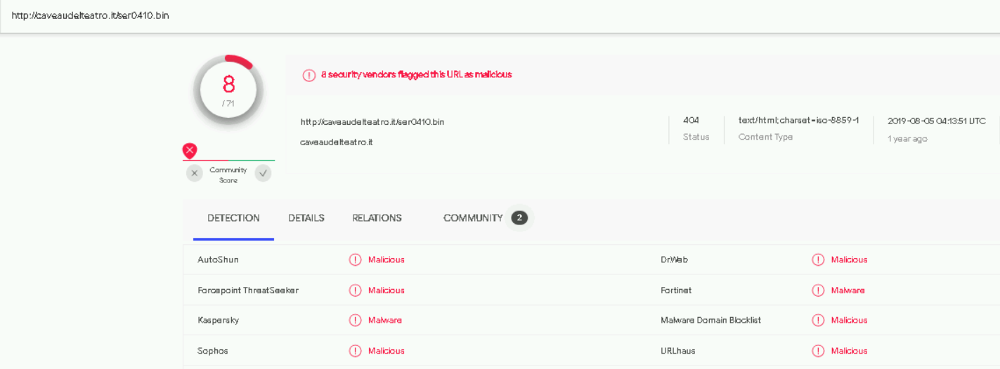 http://caveaudelteatro.it/ser0410.bin
8
/ 71
8 security vendors flagged this URL as malicious
http://caveaudelteatro.it/ser0410.bin
caveaudelteatro.it
404
Status
text/html; charset=iso-8859-1
Content Type
2019-08-05 04:13:51 UTC
1 year ago
Community
Score
DETECTION DETAILS RELATIONS COMMUNITY 2
AutoShun Malicious Dr.Web Malicious
Forcepoint ThreatSeeker Malicious Fortinet Malware
Kaspersky Malware Malware Domain Blocklist Malicious
Sophos Malicious URLhaus Malicious